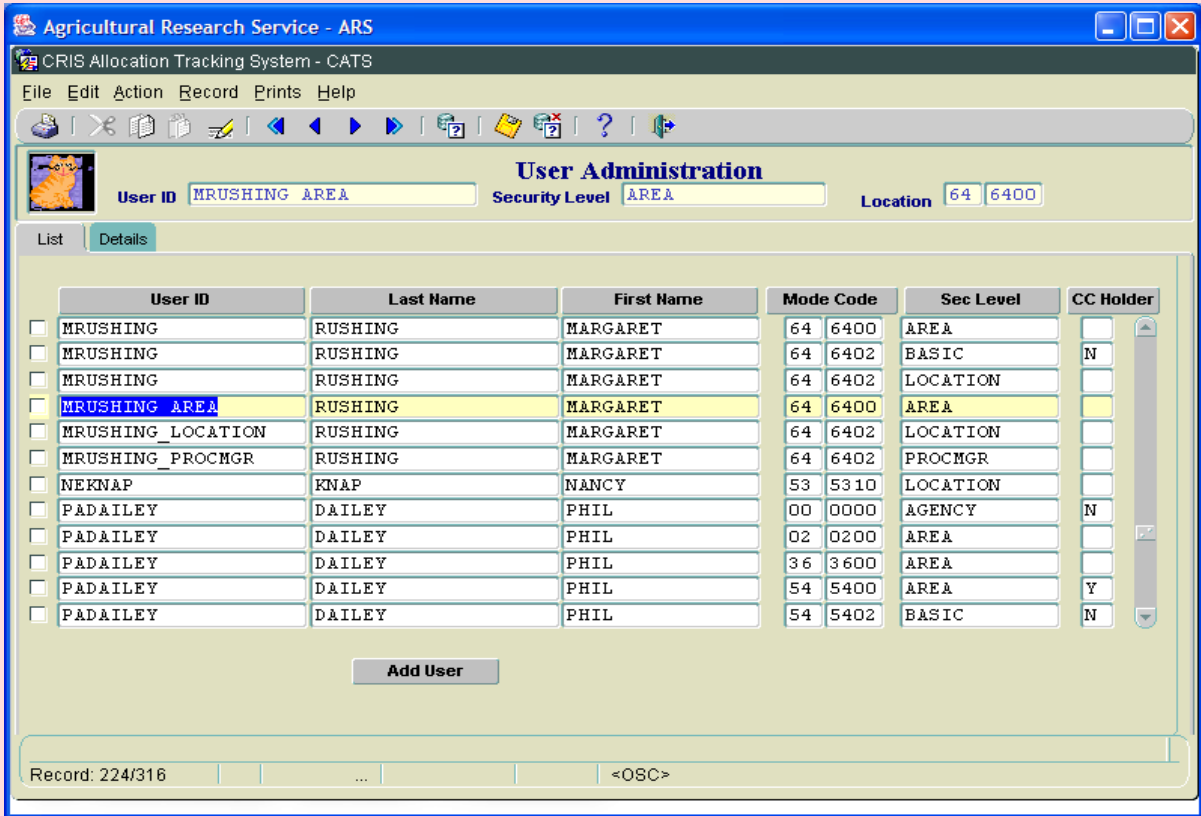 Agricultural Research Service - ARS
CRIS Allocation Tracking System - CATS
File Edit Action Record Prints Help
User Administration
User ID MRUSHING_AREA Security Level AREA Location 64 6400
List Details
User ID Last Name First Name Mode Code Sec Level CC Holder
MRUSHING RUSHING MARGARET 64 6400 AREA
MRUSHING RUSHING MARGARET 64 6402 BASIC N
MRUSHING RUSHING MARGARET 64 6402 LOCATION
MRUSHING_AREA RUSHING MARGARET 64 6400 AREA
MRUSHING_LOCATION RUSHING MARGARET 64 6402 LOCATION
MRUSHING_PROCMGR RUSHING MARGARET 64 6402 PROCMGR
NEKNAP KNAP NANCY 53 5310 LOCATION
PADAILEY DAILEY PHIL 00 0000 AGENCY N
PADAILEY DAILEY PHIL 02 0200 AREA
PADAILEY DAILEY PHIL 36 3600 AREA
PADAILEY DAILEY PHIL 54 5400 AREA Y
PADAILEY DAILEY PHIL 54 5402 BASIC N
Add User
Record: 224/316 ... <OSC>